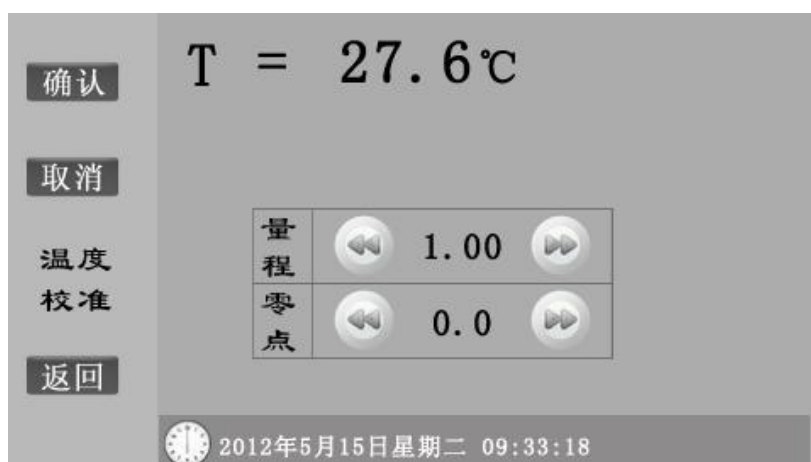 T = 27.6℃
确认
取消
温度
校准
返回
量程
1.00
零点
0.0
2012年5月15日星期二 09:33:18